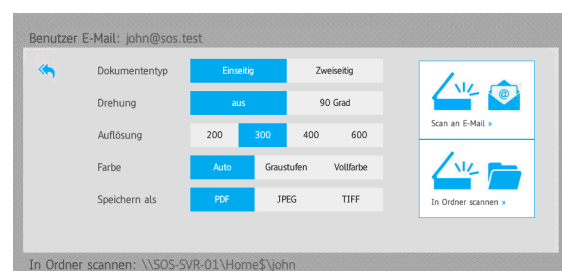 Benutzer E-Mail: john@sos.test
Dokumententyp Einseitig Zweiseitig
Drehung aus 90 Grad
Auflösung 200 300 400 600
Farbe Auto Graustufen Vollfarbe
Speichern als PDF JPEG TIFF
@
Scan an E-Mail »
In Ordner scannen »
In Ordner scannen: \\SOS-SVR-01\Home$\john